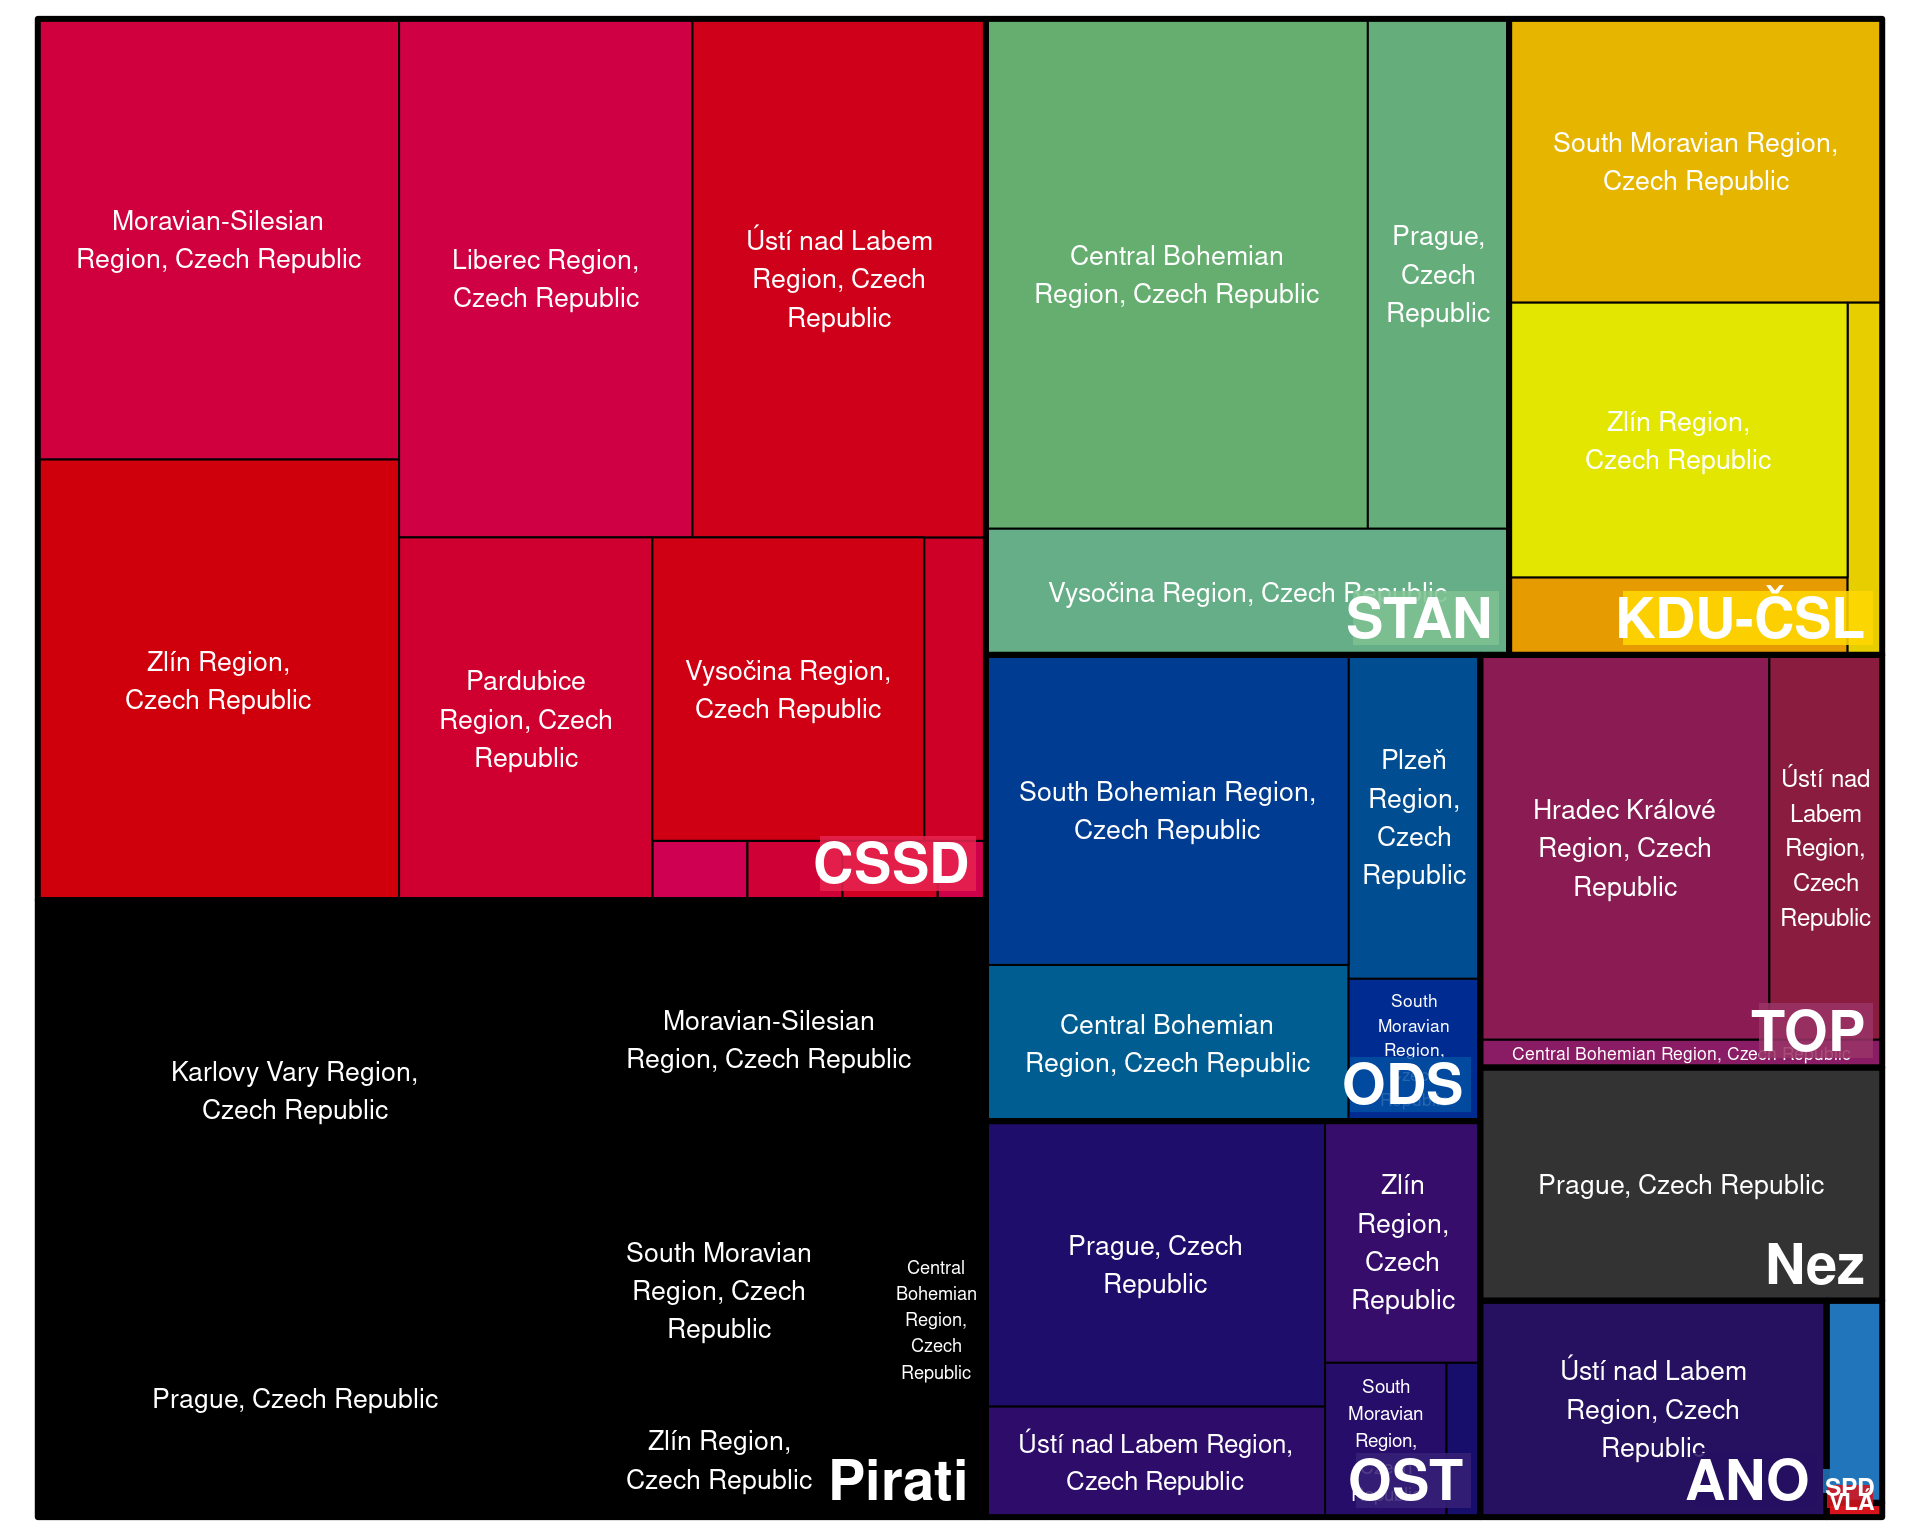 Moravian-Silesian
Region, Czech Republic
Liberec Region,
Czech Republic
Ústí nad Labem
Region, Czech
Republic
Zlín Region,
Czech Republic
Pardubice
Region, Czech
Republic
Vysočina Region,
Czech Republic
CSSD
Central Bohemian
Region, Czech Republic
Prague,
Czech
Republic
Vysočina Region, Czech Republic
STAN
South Moravian Region,
Czech Republic
Zlín Region,
Czech Republic
KDU-ČSL
Karlovy Vary Region,
Czech Republic
Moravian-Silesian
Region, Czech Republic
Prague, Czech Republic
South Moravian
Region, Czech
Republic
Central
Bohemian
Region,
Czech
Republic
Zlín Region,
Czech Republic
Pirati
South Bohemian Region,
Czech Republic
Plzeň
Region,
Czech
Republic
Central Bohemian
Region, Czech Republic
South
Moravian
Region,
ODS
Hradec Králové
Region, Czech
Republic
Ústí nad
Labem
Region,
Czech
Republic
Central Bohemian Region, Czech Republic
TOP
Prague, Czech
Republic
Zlín
Region,
Czech
Republic
Ústí nad Labem Region,
Czech Republic
South
Moravian
Region,
OST
Prague, Czech Republic
Nez
Ústí nad Labem
Region, Czech
Republic
ANO
SPD
VLÁ